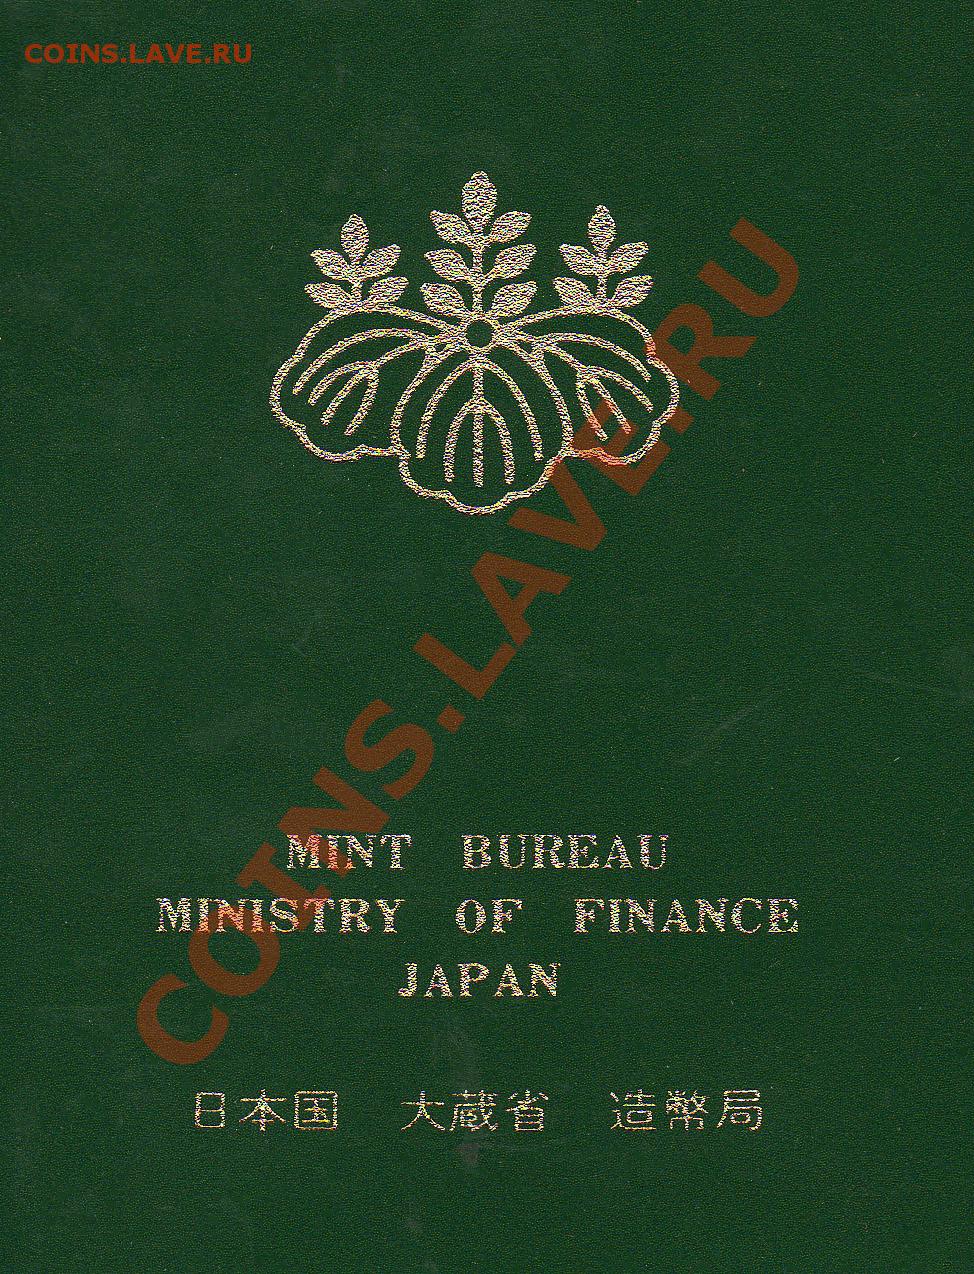 COINS.LAVE.RU
COINS.LAVE.RU
MINT BUREAU
MINISTRY OF FINANCE
JAPAN
日本国 大蔵省 造幣局